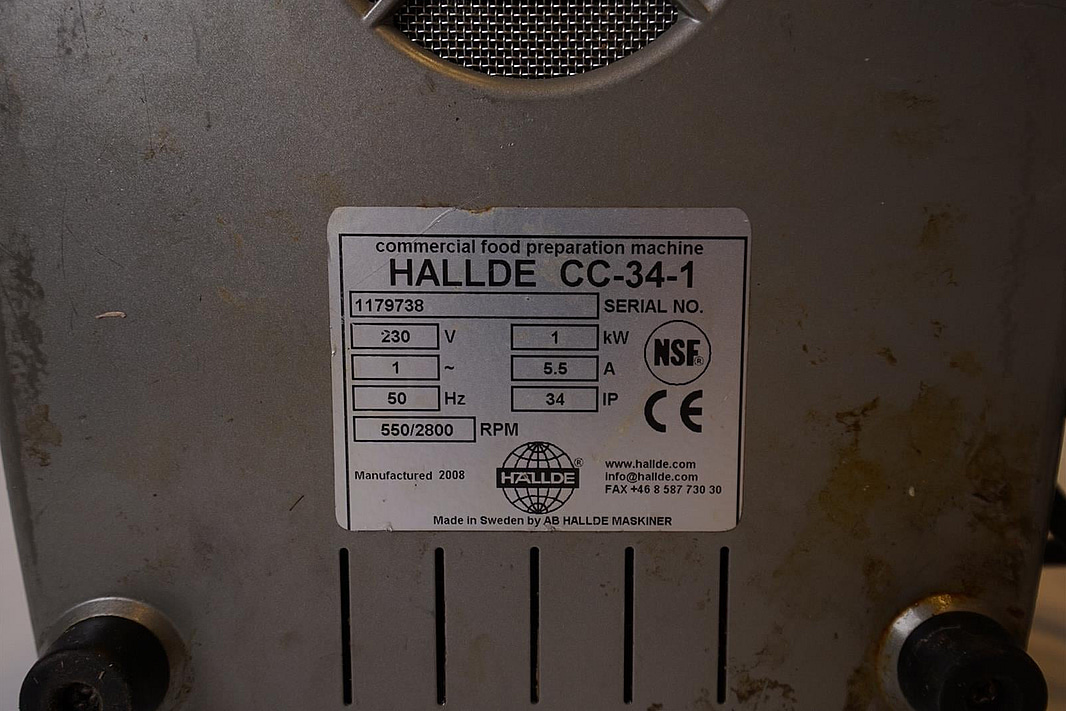 commercial food preparation machine
HALLDE CC-34-1
1179738 SERIAL NO.
230 V 1 kW
1 ~ 5.5 A
NSF®
50 Hz 34 IP
CE
550/2800 RPM
Manufactured 2008
HALLDE®
www.hallde.com
info@hallde.com
FAX +46 8 587 730 30
Made in Sweden by AB HALLDE MASKINER